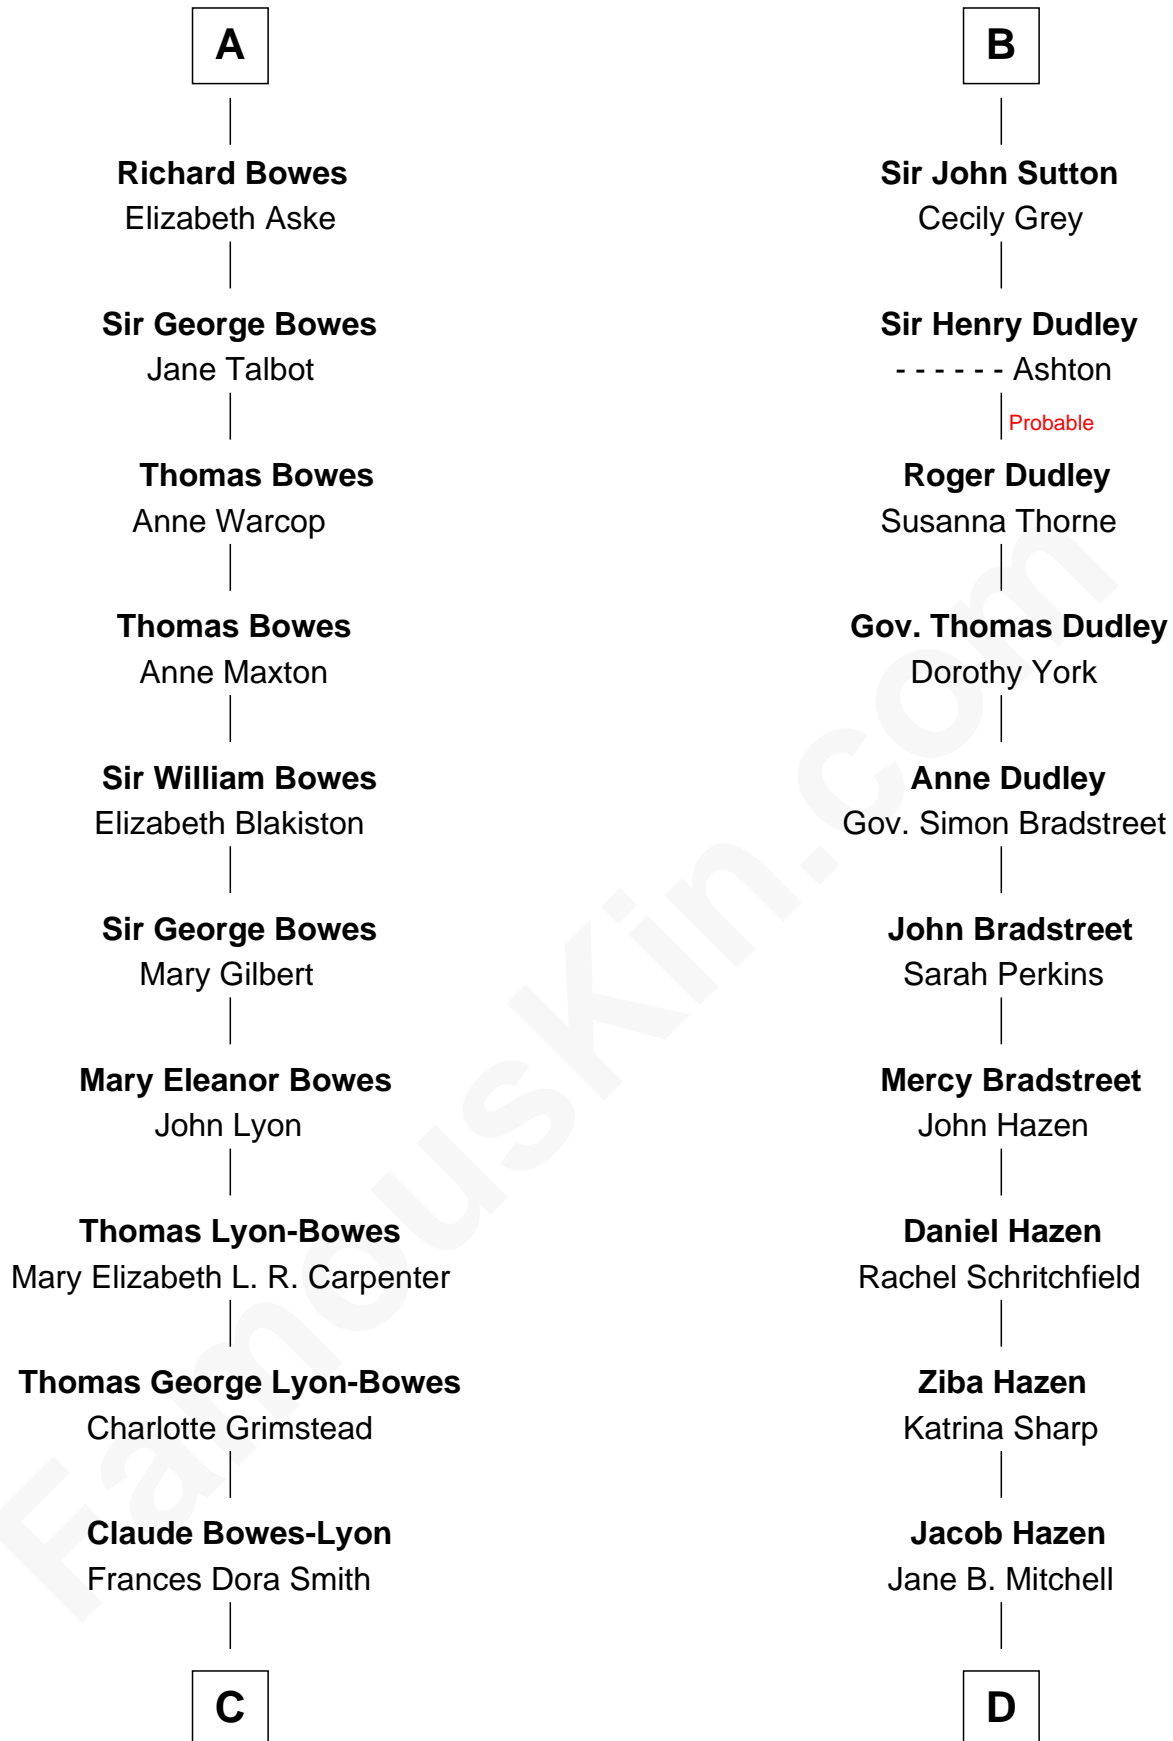 A
Richard Bowes
Elizabeth Aske
Sir George Bowes
Jane Talbot
Thomas Bowes
Anne Warcop
Thomas Bowes
Anne Maxton
Sir William Bowes
Elizabeth Blakiston
Sir George Bowes
Mary Gilbert
Mary Eleanor Bowes
John Lyon
Thomas Lyon-Bowes
Mary Elizabeth L. R. Carpenter
Thomas George Lyon-Bowes
Charlotte Grimstead
Claude Bowes-Lyon
Frances Dora Smith
C
B
Sir John Sutton
Cecily Grey
Sir Henry Dudley
- - - - - - Ashton
Probable
Roger Dudley
Susanna Thorne
Gov. Thomas Dudley
Dorothy York
Anne Dudley
Gov. Simon Bradstreet
John Bradstreet
Sarah Perkins
Mercy Bradstreet
John Hazen
Daniel Hazen
Rachel Schritchfield
Ziba Hazen
Katrina Sharp
Jacob Hazen
Jane B. Mitchell
D
FamousKin.com